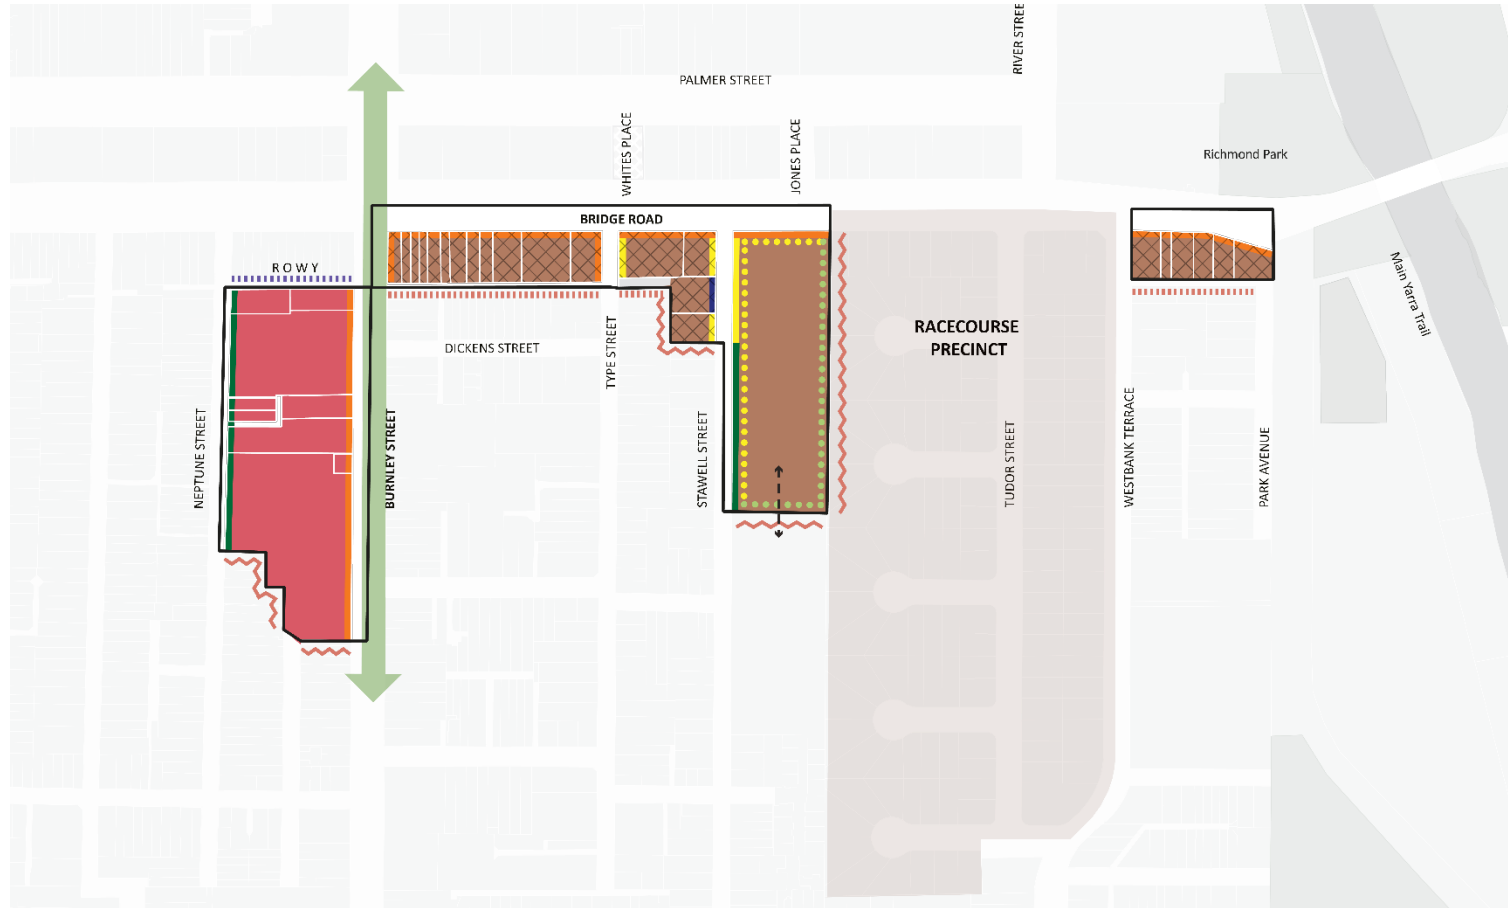 RIVER STREE
PALMER STREET
WHITES PLACE
JONES PLACE
Richmond Park
BRIDGE ROAD
ROWY
Main Yarra Trail
RACECOURSE
PRECINCT
DICKENS STREET
TYPE STREET
NEPTUNE STREET
BURNLEY STREET
STAWELL STREET
TUDOR STREET
WESTBANK TERRACE
PARK AVENUE